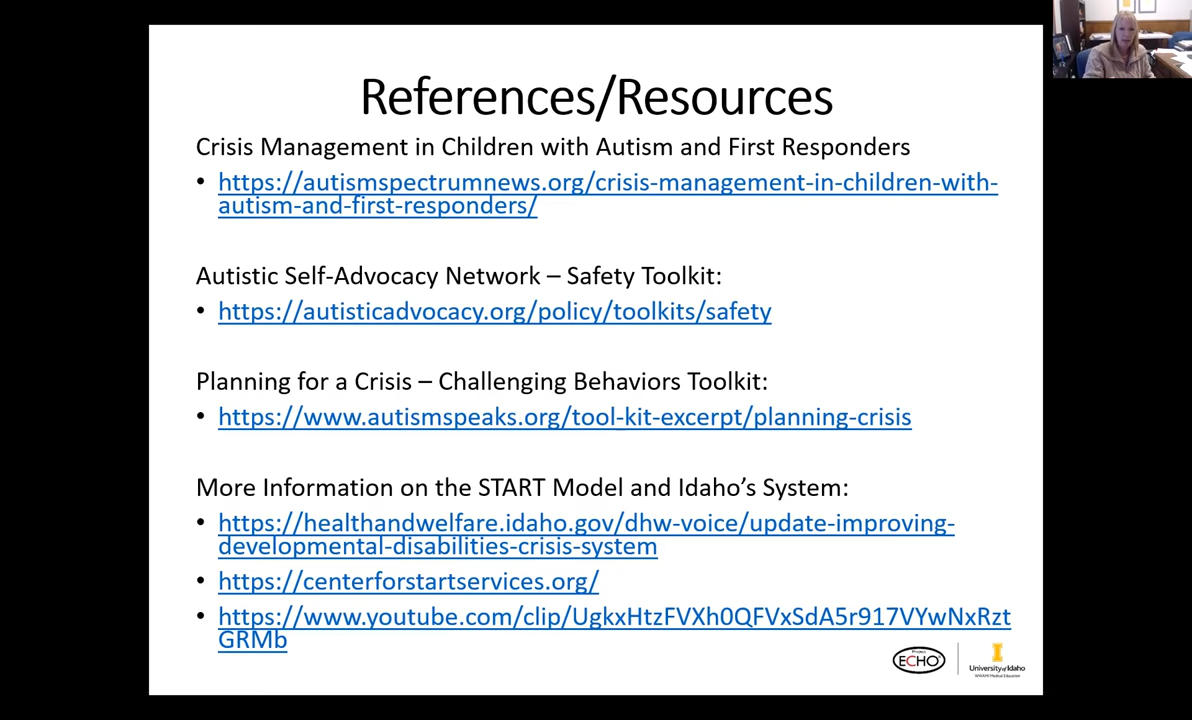 References/Resources
Crisis Management in Children with Autism and First Responders
• https://autismspectrumnews.org/crisis-management-in-children-with-
autism-and-first-responders/
Autistic Self-Advocacy Network – Safety Toolkit:
• https://autisticadvocacy.org/policy/toolkits/safety
Planning for a Crisis – Challenging Behaviors Toolkit:
• https://www.autismspeaks.org/tool-kit-excerpt/planning-crisis
More Information on the START Model and Idaho's System:
• https://healthandwelfare.idaho.gov/dhw-voice/update-improving-
developmental-disabilities-crisis-system
• https://centerforstartservices.org/
• https://www.youtube.com/clip/UgkxHtzFVXh0QFVxSdA5r917VYwNxRzt
GRMb
Project
ECHO
I
University of Idaho
WWAMI Medical Education